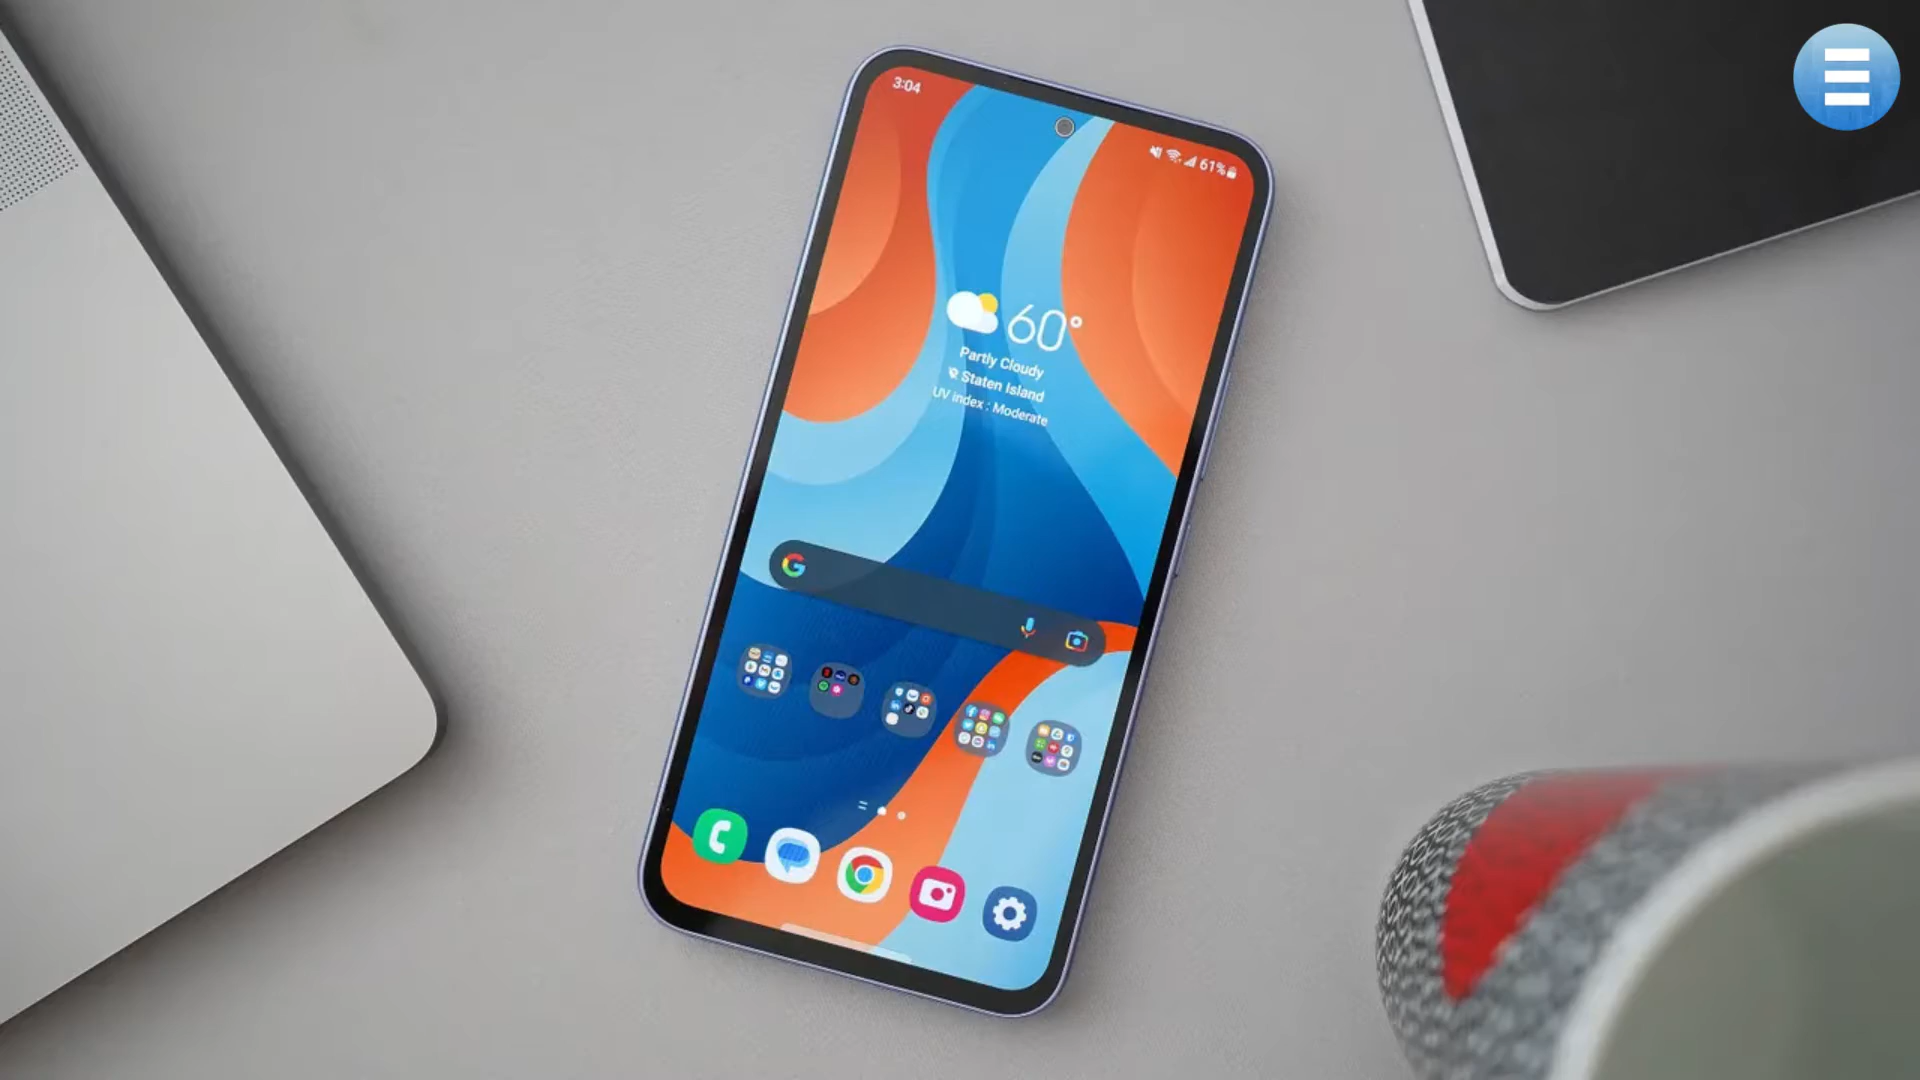 3:04
61%
60°
Partly Cloudy
Staten Island
UV index : Moderate